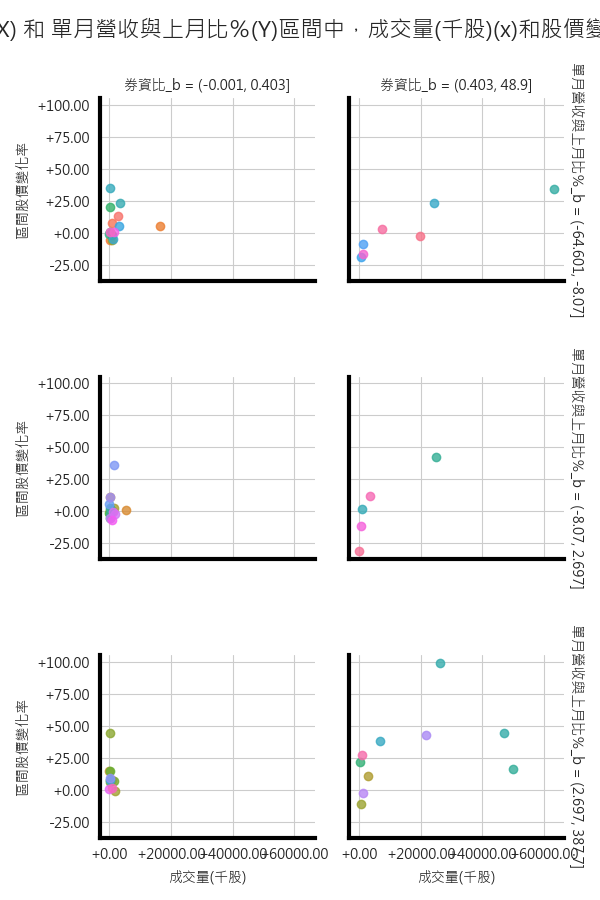 X) 和 單月營收與上月比％(Y)區間中，成交量(千股)(x)和股價變
券資比_b = (-0.001, 0.403]
券資比_b = (0.403, 48.9]
+100.00
+75.00
+50.00
+25.00
+0.00
-25.00
區間股價變化率
單月營收與上月比%_b = (-64.601, -8.07]
+100.00
+75.00
+50.00
+25.00
+0.00
-25.00
區間股價變化率
單月營收與上月比%_b = (-8.07, 2.697]
+100.00
+75.00
+50.00
+25.00
+0.00
-25.00
區間股價變化率
單月營收與上月比%_b = (2.697, 387.7]
+0.00 +20000.00 +40000.00 +60000.00
+0.00 +20000.00 +40000.00 +60000.00
成交量(千股)
成交量(千股)